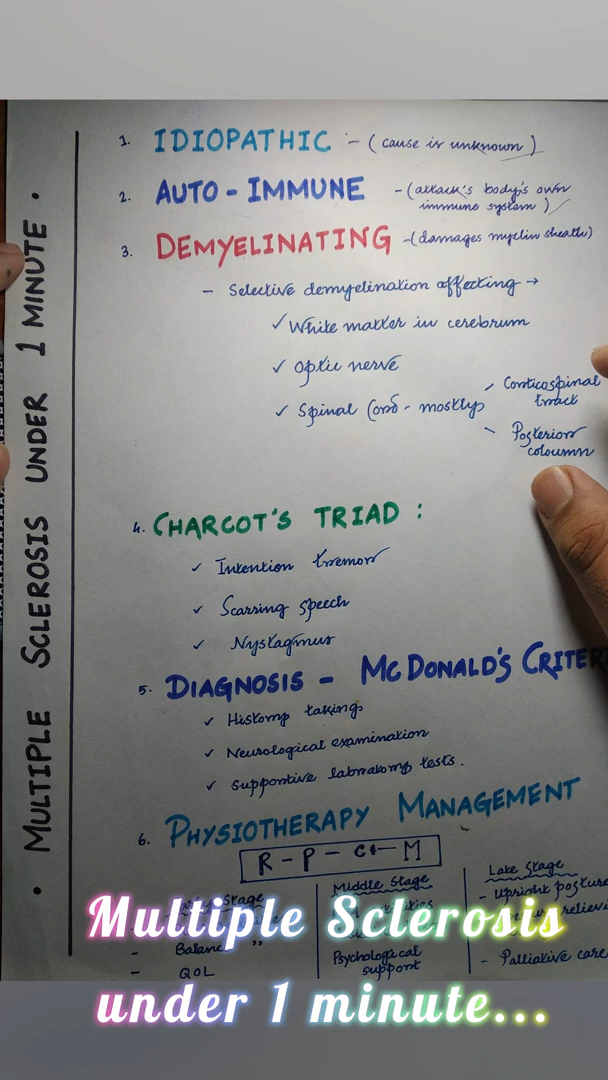 • MULTIPLE SCLEROSIS UNDER 1 MINUTE •
1. IDIOPATHIC - ( cause is unknown )
2. AUTO - IMMUNE - (attack's body's own
immune system )
3. DEMYELINATING - (damages myelin sheath)
- Selective demyelination affecting →
✓ White matter in cerebrum
✓ Optic nerve
✓ Spinal Cord - mostly
Corticospinal
tract
Posterior
coloumn
4. CHARCOT'S TRIAD :
✓ Intention tremor
✓ Scarring speech
✓ Nystagmus
5. DIAGNOSIS - MCDONALD'S CRITER
✓ History taking
✓ Neurological examination
✓ Supportive laboratory tests.
6. PHYSIOTHERAPY MANAGEMENT
R - P - C - M
Stage
- Balance "
- QOL
Middle Stage
Psychological
support
Late Stage
- Upright posture
relievi
- Palliative care
Multiple Sclerosis
under 1 minute...